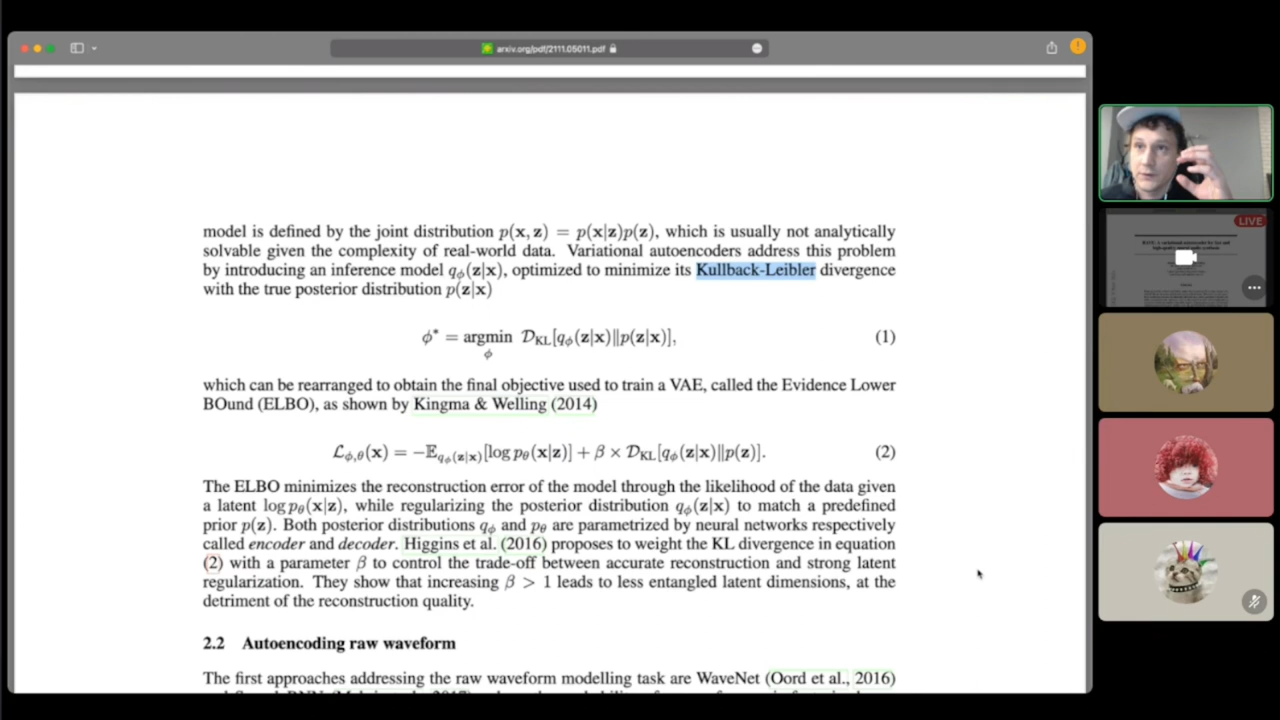 arxiv.org/pdf/2111.05011.pdf
model is defined by the joint distribution p(x, z) = p(x|z)p(z), which is usually not analytically
solvable given the complexity of real-world data. Variational autoencoders address this problem
by introducing an inference model qϕ(z|x), optimized to minimize its Kullback-Leibler divergence
with the true posterior distribution p(z|x)
ϕ* = argmin D_KL[qϕ(z|x)‖p(z|x)], (1)
ϕ
which can be rearranged to obtain the final objective used to train a VAE, called the Evidence Lower
BOund (ELBO), as shown by Kingma & Welling (2014)
ℒϕ,θ(x) = −𝔼qϕ(z|x)[log pθ(x|z)] + β × D_KL[qϕ(z|x)‖p(z)]. (2)
The ELBO minimizes the reconstruction error of the model through the likelihood of the data given
a latent log pθ(x|z), while regularizing the posterior distribution qϕ(z|x) to match a predefined
prior p(z). Both posterior distributions qϕ and pθ are parametrized by neural networks respectively
called encoder and decoder. Higgins et al. (2016) proposes to weight the KL divergence in equation
(2) with a parameter β to control the trade-off between accurate reconstruction and strong latent
regularization. They show that increasing β > 1 leads to less entangled latent dimensions, at the
detriment of the reconstruction quality.
2.2 Autoencoding raw waveform
The first approaches addressing the raw waveform modelling task are WaveNet (Oord et al., 2016)
LIVE